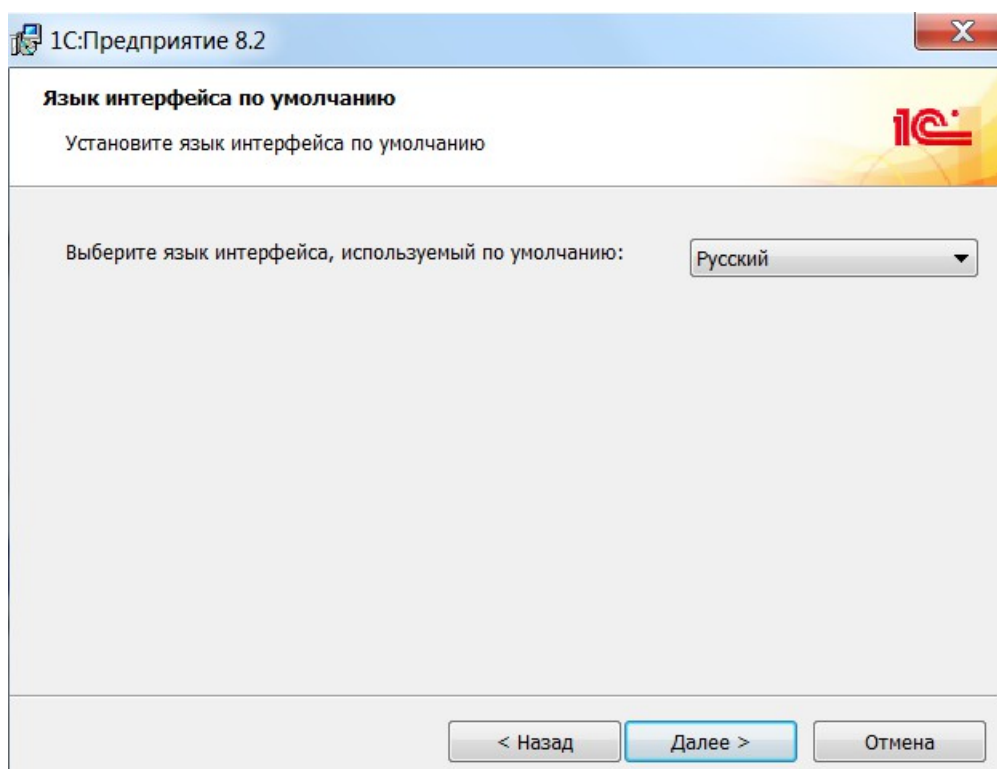 1С:Предприятие 8.2
Язык интерфейса по умолчанию
Установите язык интерфейса по умолчанию
1С
Выберите язык интерфейса, используемый по умолчанию:
Русский
< Назад
Далее >
Отмена